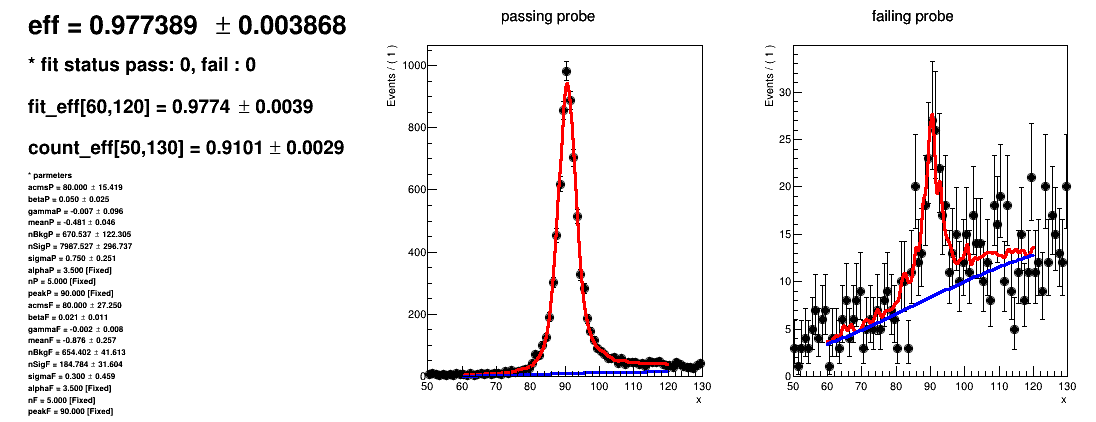 eff = 0.977389 ± 0.003868
* fit status pass: 0, fail : 0
fit_eff[60,120] = 0.9774 ± 0.0039
count_eff[50,130] = 0.9101 ± 0.0029
* parmeters
acmsP = 80.000 ± 15.419
betaP = 0.050 ± 0.025
gammaP = -0.007 ± 0.096
meanP = -0.481 ± 0.046
nBkgP = 670.537 ± 122.305
nSigP = 7987.527 ± 296.737
sigmaP = 0.750 ± 0.251
alphaP = 3.500 [Fixed]
nP = 5.000 [Fixed]
peakP = 90.000 [Fixed]
acmsF = 80.000 ± 27.250
betaF = 0.021 ± 0.011
gammaF = -0.002 ± 0.008
meanF = -0.876 ± 0.257
nBkgF = 654.402 ± 41.613
nSigF = 184.784 ± 31.604
sigmaF = 0.300 ± 0.459
alphaF = 3.500 [Fixed]
nF = 5.000 [Fixed]
peakF = 90.000 [Fixed]
passing probe
Events / ( 1 )
1000
800
600
400
200
0
50 60 70 80 90 100 110 120 130
x
failing probe
Events / ( 1 )
30
25
20
15
10
5
0
50 60 70 80 90 100 110 120 130
x